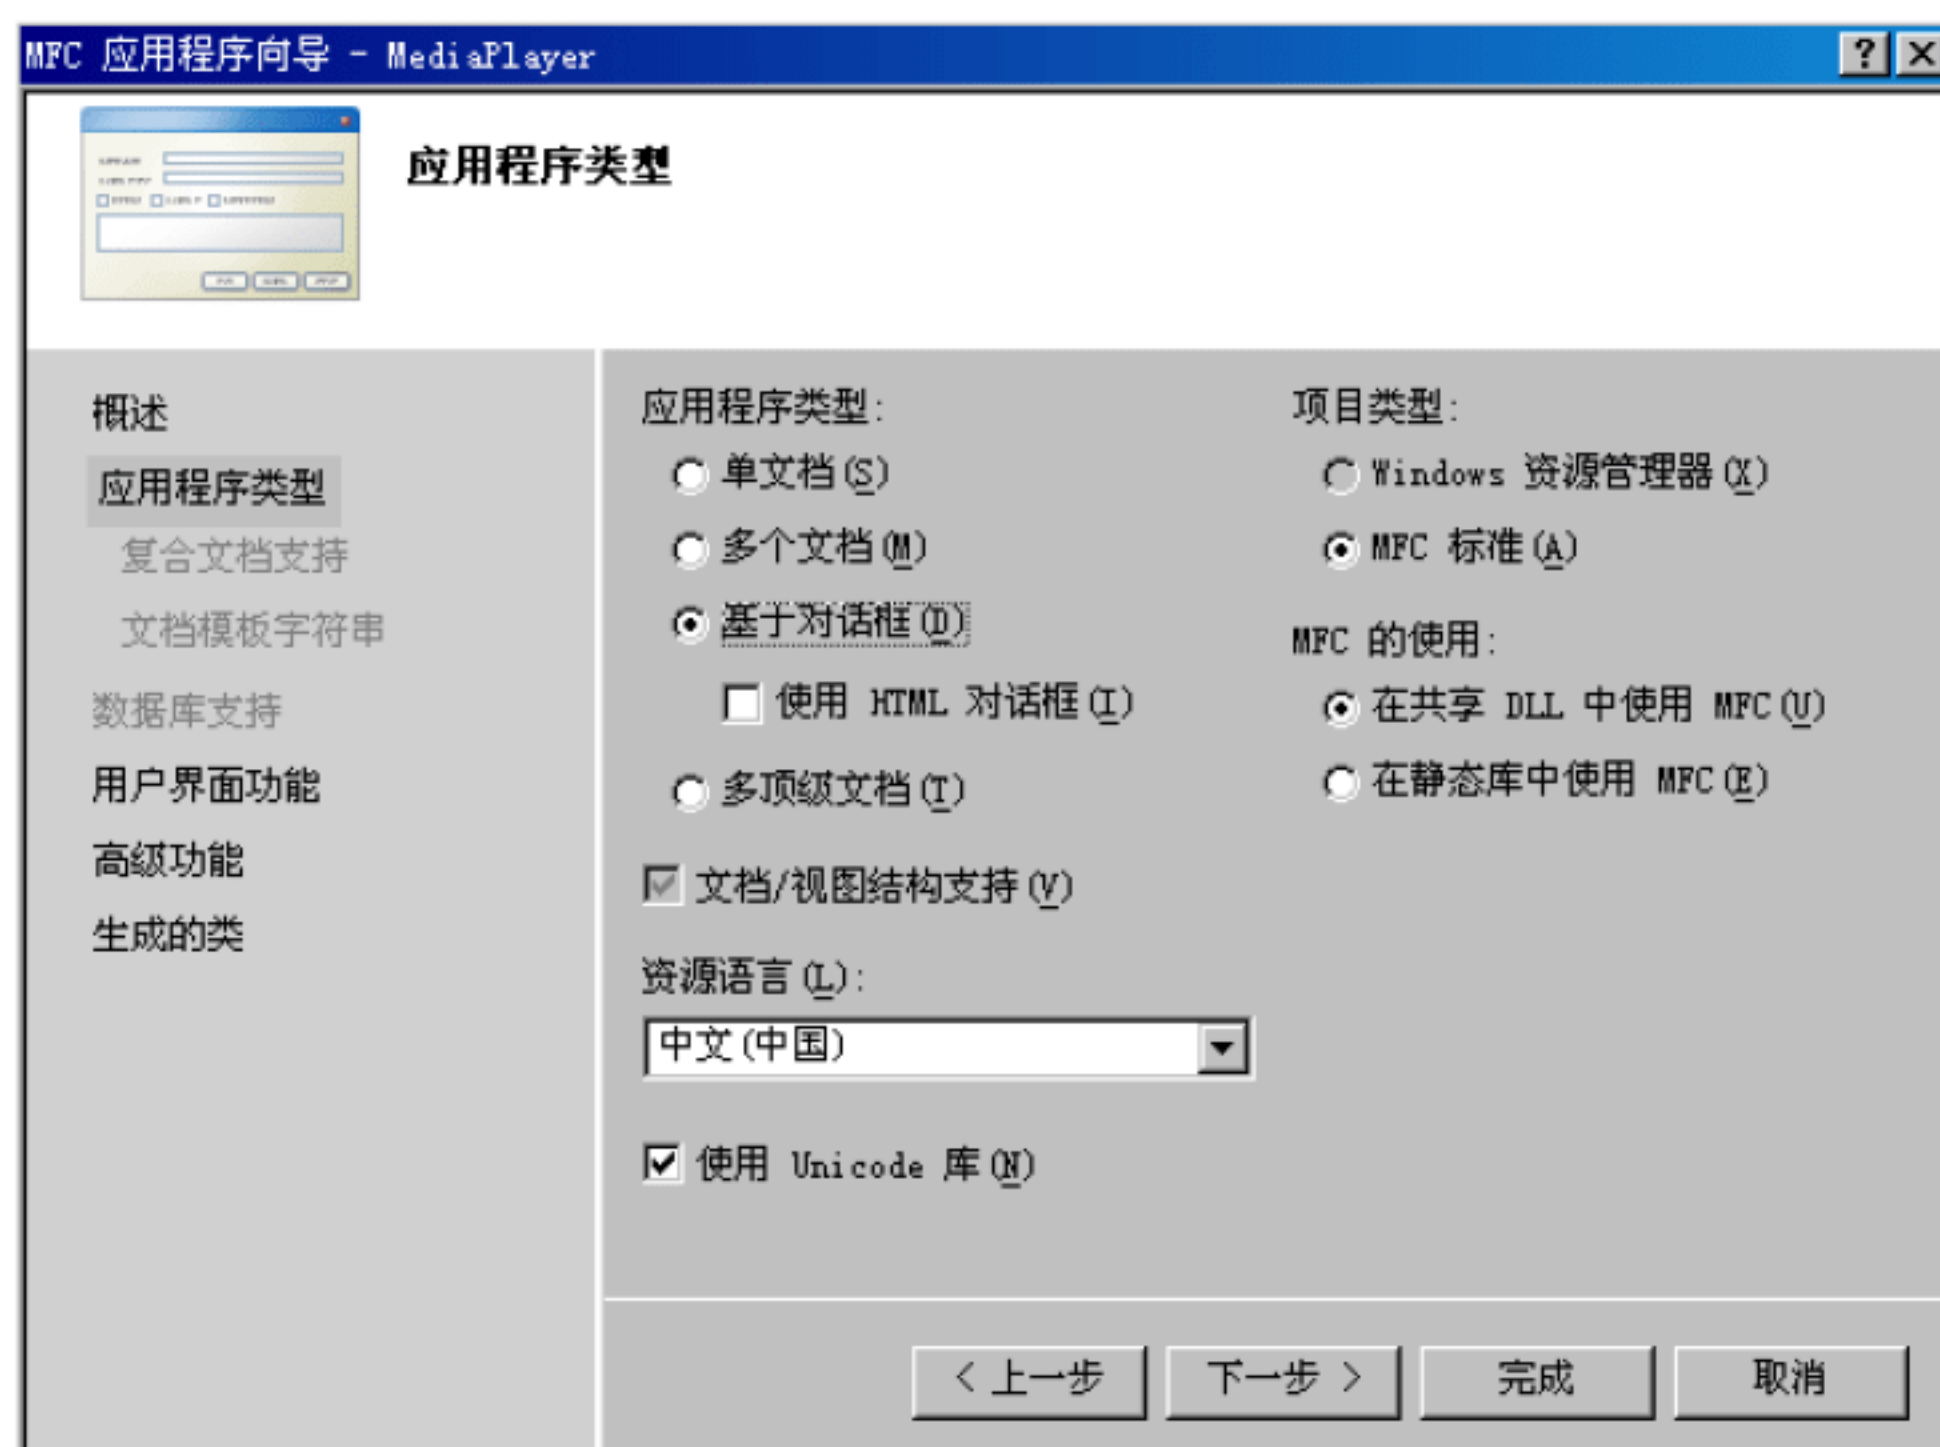 MFC 应用程序向导 - MediaPlayer
应用程序类型
概述
应用程序类型
复合文档支持
文档模板字符串
数据库支持
用户界面功能
高级功能
生成的类
应用程序类型:
单文档(S)
多个文档(M)
基于对话框(D)
使用 HTML 对话框(I)
多顶级文档(T)
文档/视图结构支持(V)
资源语言(L):
中文(中国)
使用 Unicode 库(N)
项目类型:
Windows 资源管理器(X)
MFC 标准(A)
MFC 的使用:
在共享 DLL 中使用 MFC(U)
在静态库中使用 MFC(E)
< 上一步
下一步 >
完成
取消